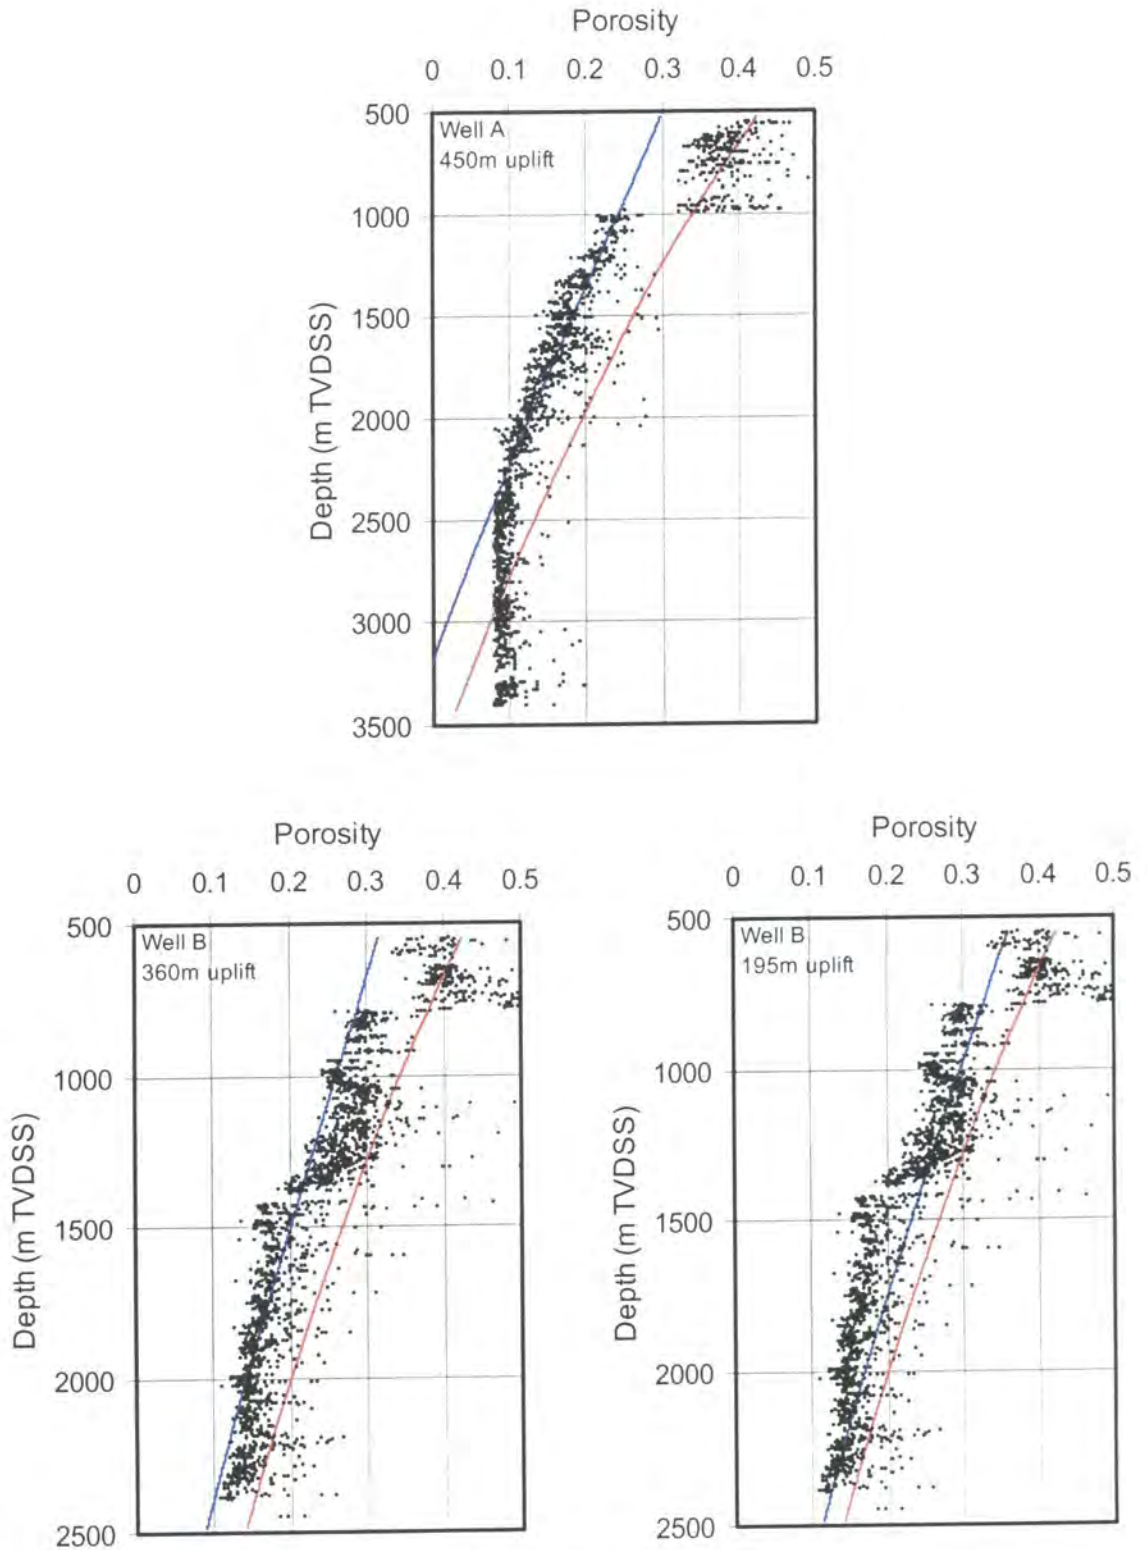 Porosity
0 0.1 0.2 0.3 0.4 0.5
500
Well A
450m uplift
1000
1500
2000
2500
3000
3500
Depth (m TVDSS)
Porosity
0 0.1 0.2 0.3 0.4 0.5
500
Well B
360m uplift
1000
1500
2000
2500
Depth (m TVDSS)
Porosity
0 0.1 0.2 0.3 0.4 0.5
500
Well B
195m uplift
1000
1500
2000
2500
Depth (m TVDSS)